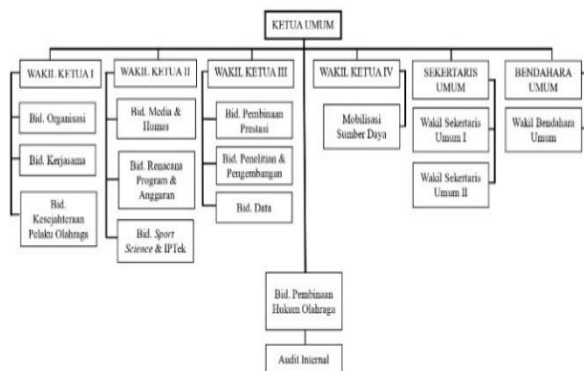 KETUA UMUM
WAKIL KETUA I
WAKIL KETUA II
WAKIL KETUA III
WAKIL KETUA IV
SEKERTARIS
UMUM
BENDAHARA
UMUM
Bid. Organisasi
Bid. Kerjasama
Bid.
Kesejahteraan
Pelaku Olahraga
Bid. Media &
Humas
Bid. Renacana
Program &
Anggaran
Bid. Sport
Science & IPTek
Bid. Pembinaan
Prestasi
Bid. Penelitian &
Pengembangan
Bid. Data
Mobilisasi
Sumber Daya
Wakil Sekertaris
Umum I
Wakil Sekertaris
Umum II
Wakil Bendahara
Umum
Bid. Pembinaan
Hukum Olahraga
Audit Internal